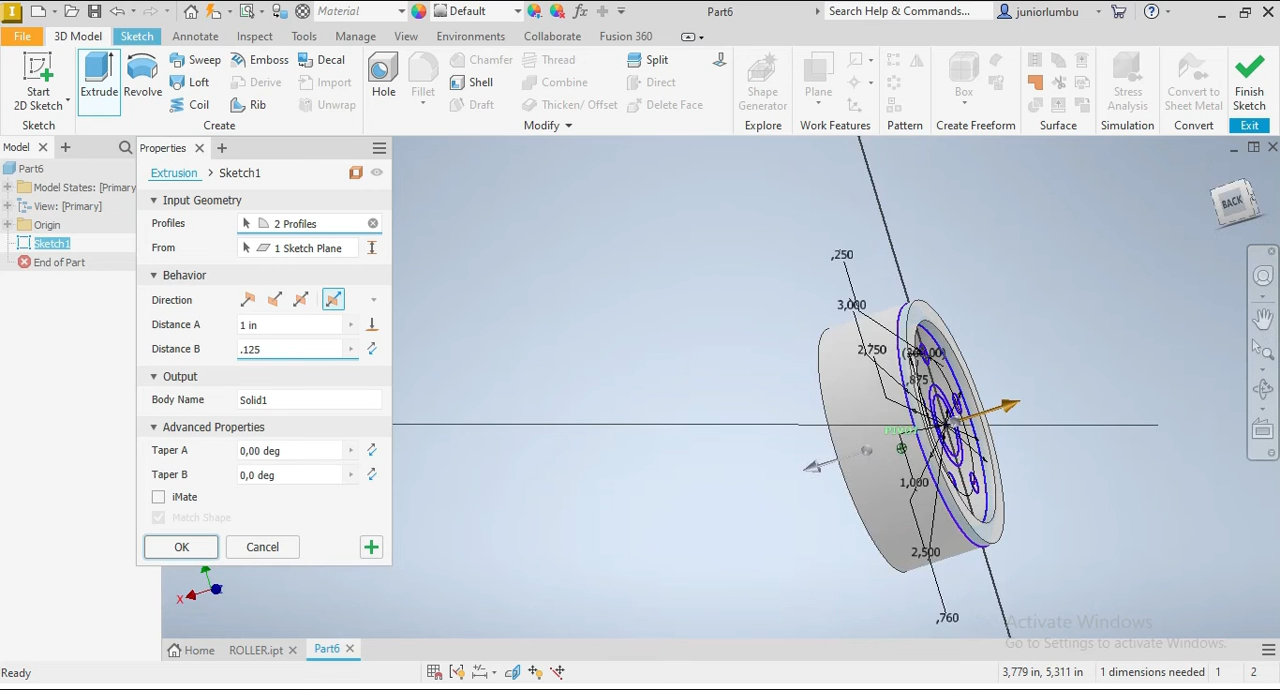 Material
Default
fx
Part6
Search Help & Commands...
juniorlumbu
File
3D Model
Sketch
Annotate
Inspect
Tools
Manage
View
Environments
Collaborate
Fusion 360
Start
2D Sketch
Sketch
Extrude
Revolve
Sweep
Loft
Coil
Emboss
Derive
Rib
Decal
Import
Unwrap
Create
Hole
Fillet
Chamfer
Shell
Draft
Thread
Combine
Thicken/ Offset
Split
Direct
Delete Face
Modify
Shape
Generator
Explore
Plane
Work Features
Pattern
Box
Create Freeform
Surface
Stress
Analysis
Simulation
Convert to
Sheet Metal
Convert
Finish
Sketch
Exit
Model
Part6
Model States: [Primary
View: [Primary]
Origin
Sketch1
End of Part
Properties
Extrusion > Sketch1
Input Geometry
Profiles 2 Profiles
From 1 Sketch Plane
Behavior
Direction
Distance A 1 in
Distance B .125
Output
Body Name Solid1
Advanced Properties
Taper A 0,00 deg
Taper B 0,0 deg
iMate
Match Shape
OK Cancel
BACK
,250
3,000
2,750
,875
1,000
2,500
,760
X
Activate Windows
Go to Settings to activate Windows.
Home
ROLLER.ipt
Part6
Ready
3,779 in, 5,311 in
1 dimensions needed
1
2